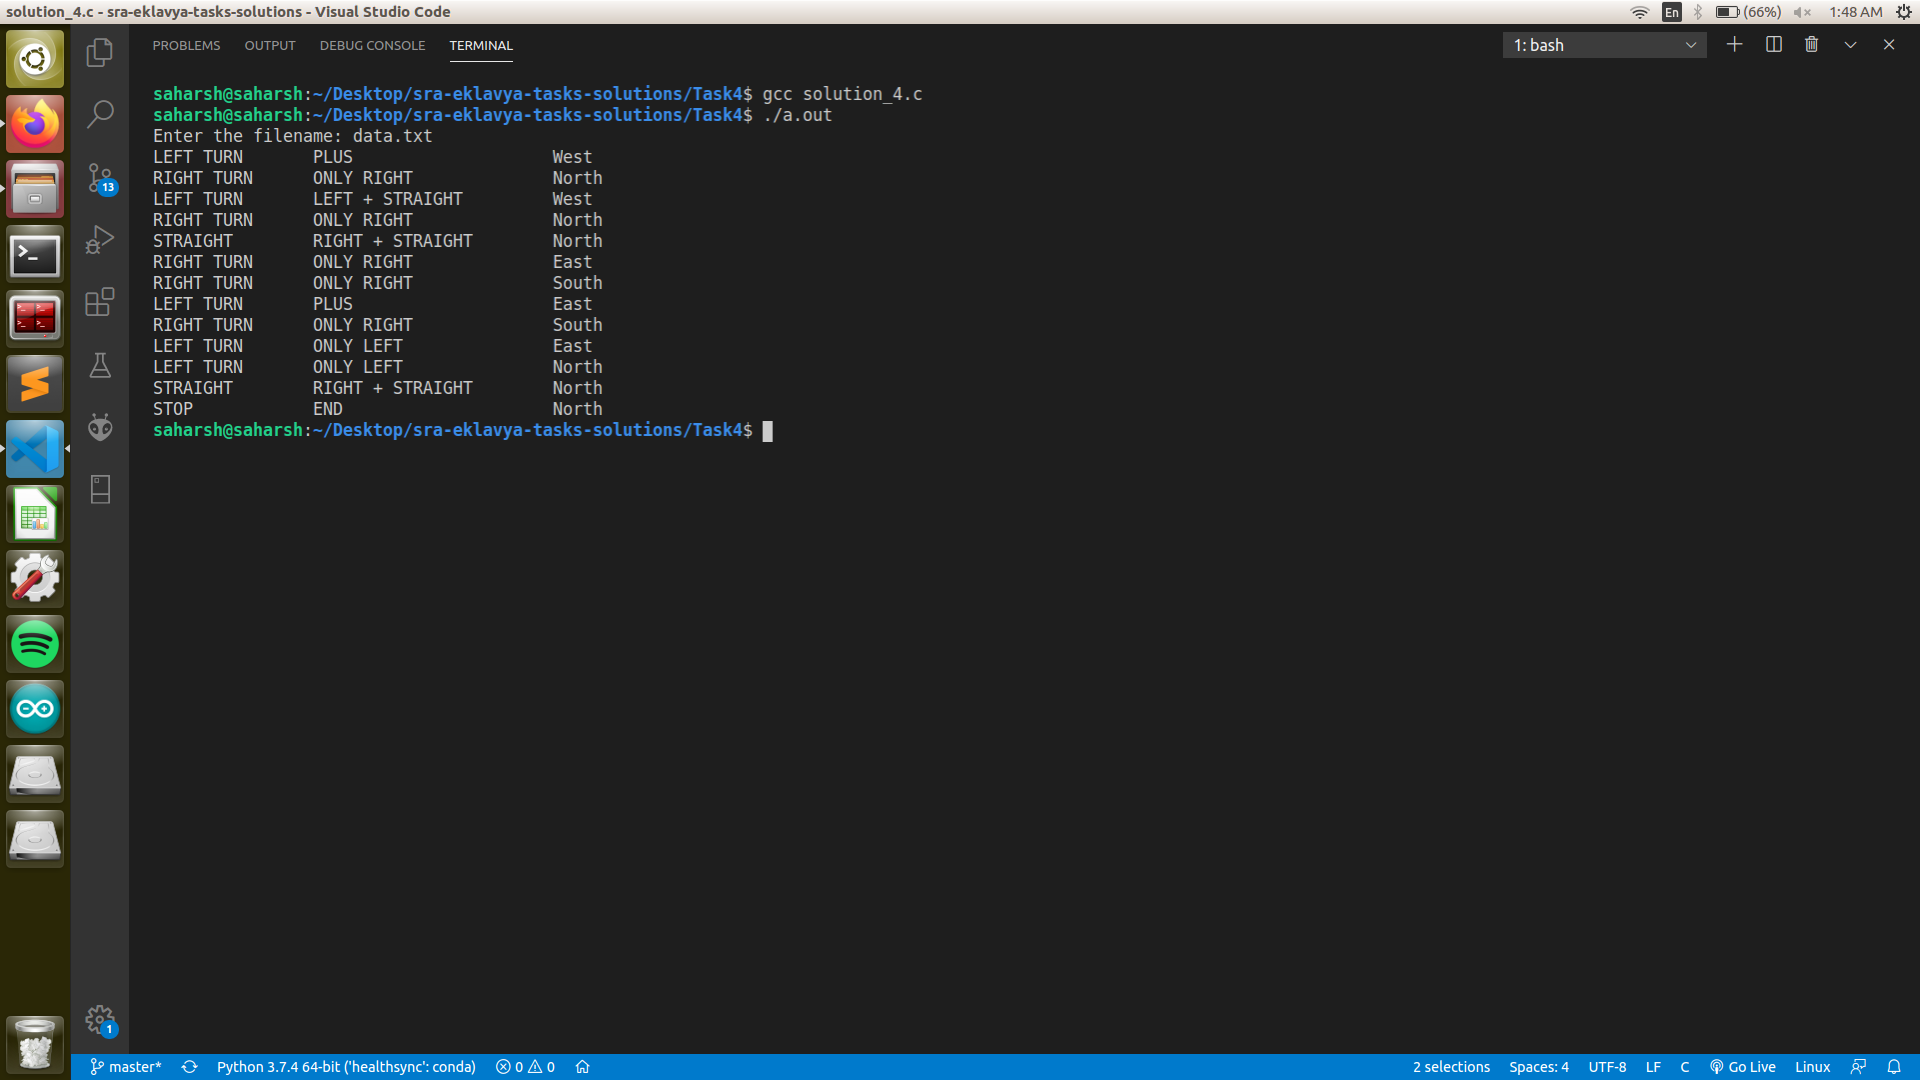 solution_4.c - sra-eklavya-tasks-solutions - Visual Studio Code En (66%) 1:48 AM
PROBLEMS OUTPUT DEBUG CONSOLE TERMINAL 1: bash
saharsh@saharsh:~/Desktop/sra-eklavya-tasks-solutions/Task4$ gcc solution_4.c
saharsh@saharsh:~/Desktop/sra-eklavya-tasks-solutions/Task4$ ./a.out
Enter the filename: data.txt
LEFT TURN PLUS West
RIGHT TURN ONLY RIGHT North
LEFT TURN LEFT + STRAIGHT West
RIGHT TURN ONLY RIGHT North
STRAIGHT RIGHT + STRAIGHT North
RIGHT TURN ONLY RIGHT East
RIGHT TURN ONLY RIGHT South
LEFT TURN PLUS East
RIGHT TURN ONLY RIGHT South
LEFT TURN ONLY LEFT East
LEFT TURN ONLY LEFT North
STRAIGHT RIGHT + STRAIGHT North
STOP END North
saharsh@saharsh:~/Desktop/sra-eklavya-tasks-solutions/Task4$
13
1
master* Python 3.7.4 64-bit ('healthsync': conda) 0 0 2 selections Spaces: 4 UTF-8 LF C Go Live Linux